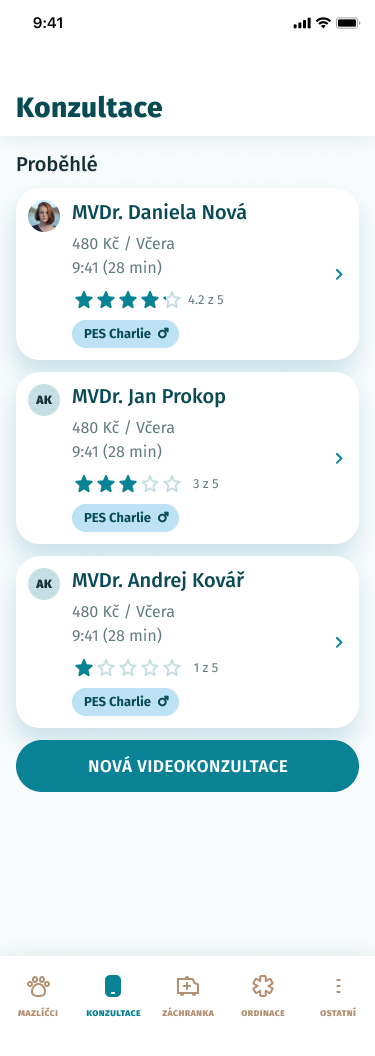 9:41
Konzultace
Proběhlé
MVDr. Daniela Nová
480 Kč / Včera
9:41 (28 min)
4.2 z 5
PES Charlie ♂
AK
MVDr. Jan Prokop
480 Kč / Včera
9:41 (28 min)
3 z 5
PES Charlie ♂
AK
MVDr. Andrej Kovář
480 Kč / Včera
9:41 (28 min)
1 z 5
PES Charlie ♂
NOVÁ VIDEOKONZULTACE
MAZLÍČCI KONZULTACE ZÁCHRANKA ORDINACE OSTATNÍ